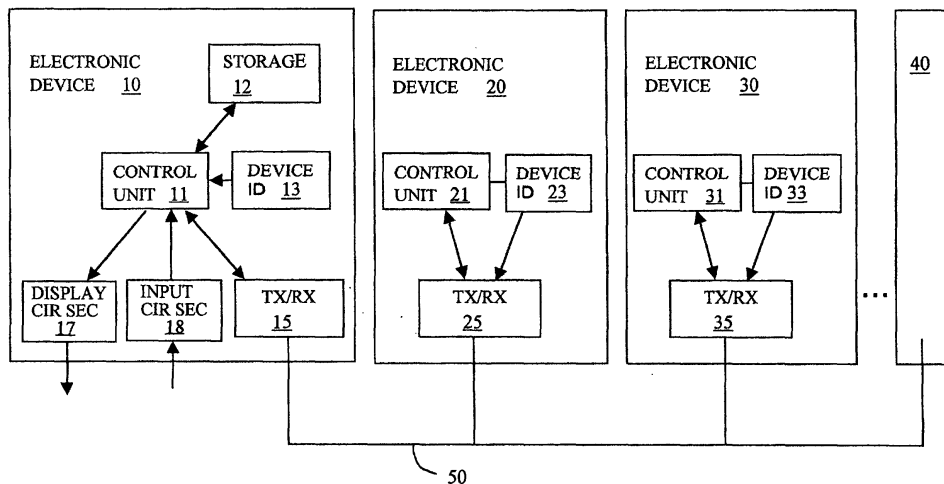 ELECTRONIC
DEVICE 10
STORAGE
12
CONTROL
UNIT 11
DEVICE
ID 13
DISPLAY
CIR SEC
17
INPUT
CIR SEC
18
TX/RX
15
ELECTRONIC
DEVICE 20
CONTROL
UNIT 21
DEVICE
ID 23
TX/RX
25
ELECTRONIC
DEVICE 30
CONTROL
UNIT 31
DEVICE
ID 33
TX/RX
35
...
40
50